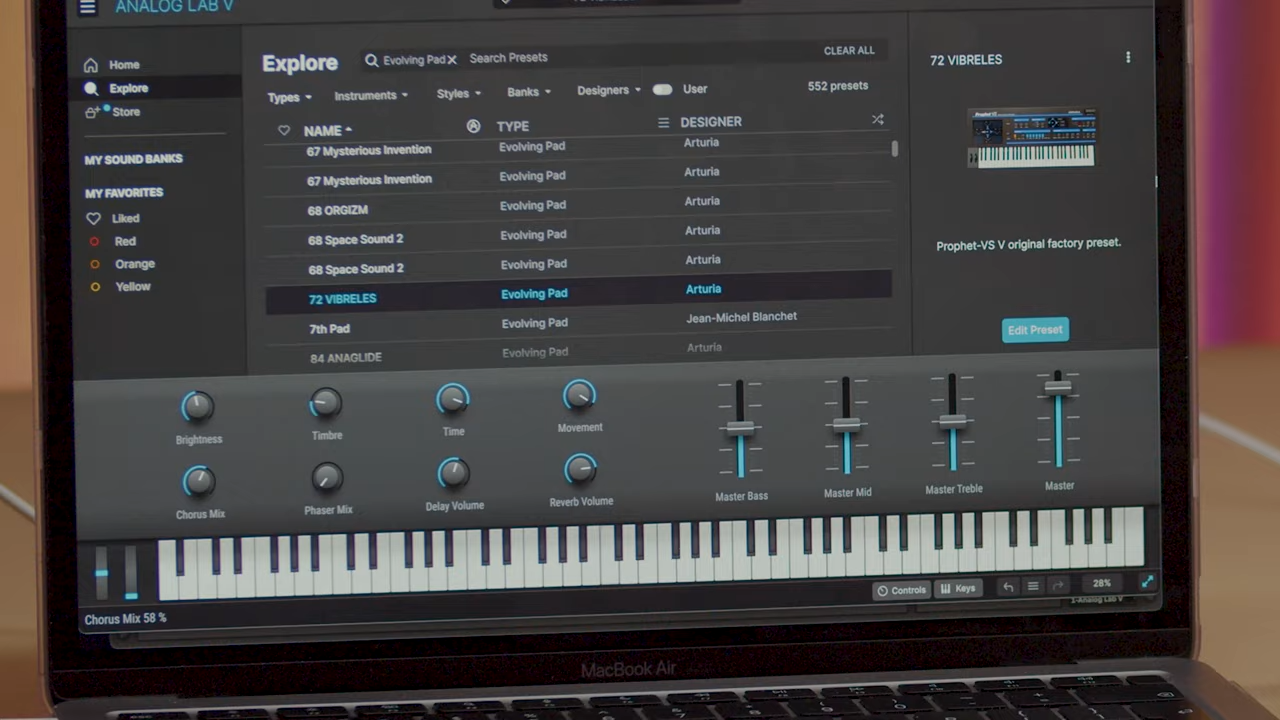 ANALOG LAB V
Home
Explore
Store
MY SOUND BANKS
MY FAVORITES
Liked
Red
Orange
Yellow
Explore
Evolving Pad
Search Presets
CLEAR ALL
Types
Instruments
Styles
Banks
Designers
User
552 presets
NAME TYPE DESIGNER
67 Mysterious Invention Evolving Pad Arturia
67 Mysterious Invention Evolving Pad Arturia
68 ORGIZM Evolving Pad Arturia
68 Space Sound 2 Evolving Pad Arturia
68 Space Sound 2 Evolving Pad Arturia
72 VIBRELES Evolving Pad Arturia
7th Pad Evolving Pad Jean-Michel Blanchet
84 ANAGLIDE Evolving Pad Arturia
72 VIBRELES
Prophet-VS V original factory preset.
Edit Preset
Brightness Timbre Time Movement
Chorus Mix Phaser Mix Delay Volume Reverb Volume
Master Bass Master Mid Master Treble Master
Chorus Mix 58 %
Controls
Keys
28%
MacBook Air